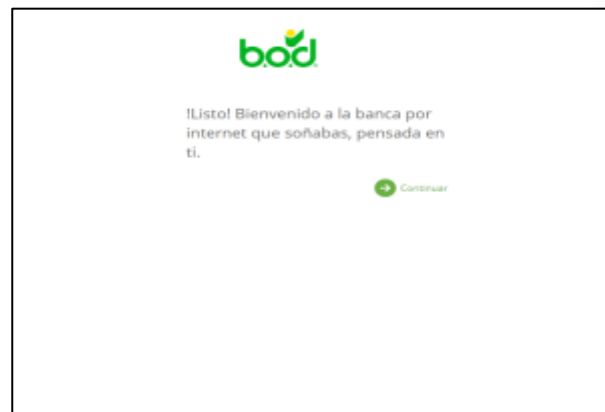 b.o.d.
!Listo! Bienvenido a la banca por
internet que soñabas, pensada en
ti.
Continuar